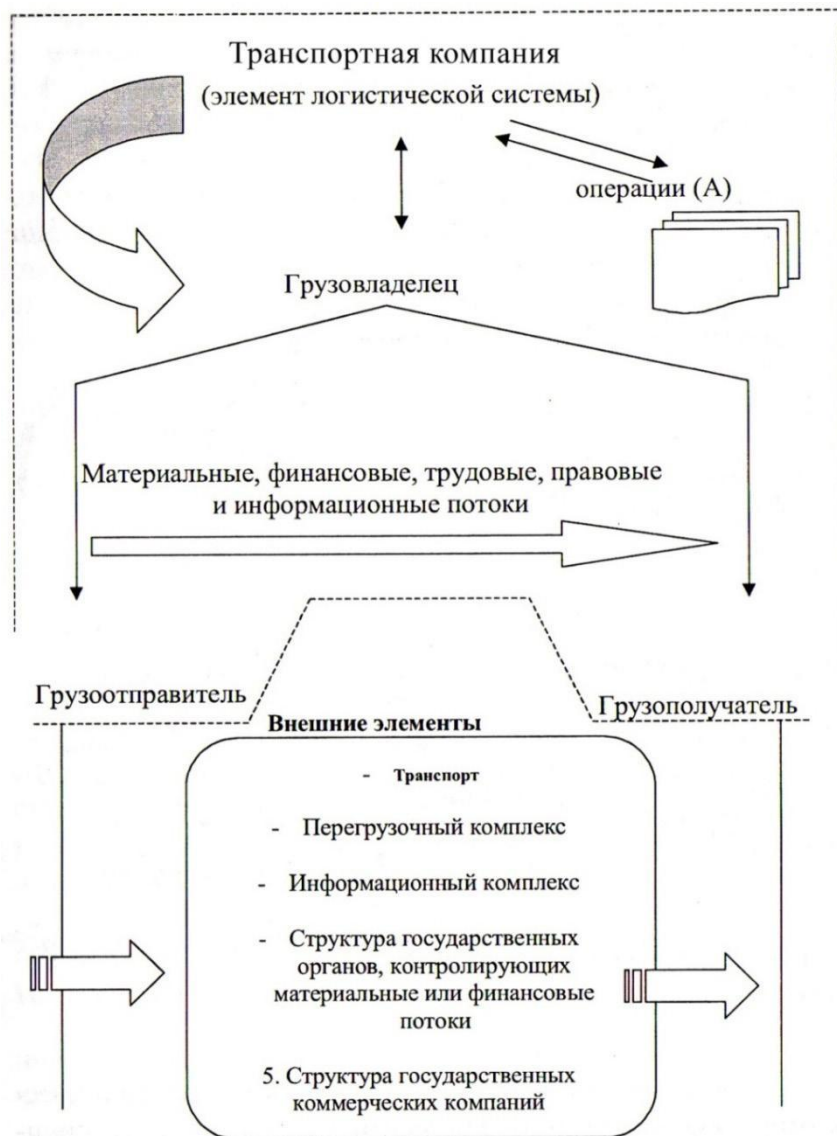 Транспортная компания
(элемент логистической системы)
операции (А)
Грузовладелец
Материальные, финансовые, трудовые, правовые
и информационные потоки
Грузоотправитель
Грузополучатель
Внешние элементы
- Транспорт
- Перегрузочный комплекс
- Информационный комплекс
- Структура государственных
органов, контролирующих
материальные или финансовые
потоки
5. Структура государственных
коммерческих компаний